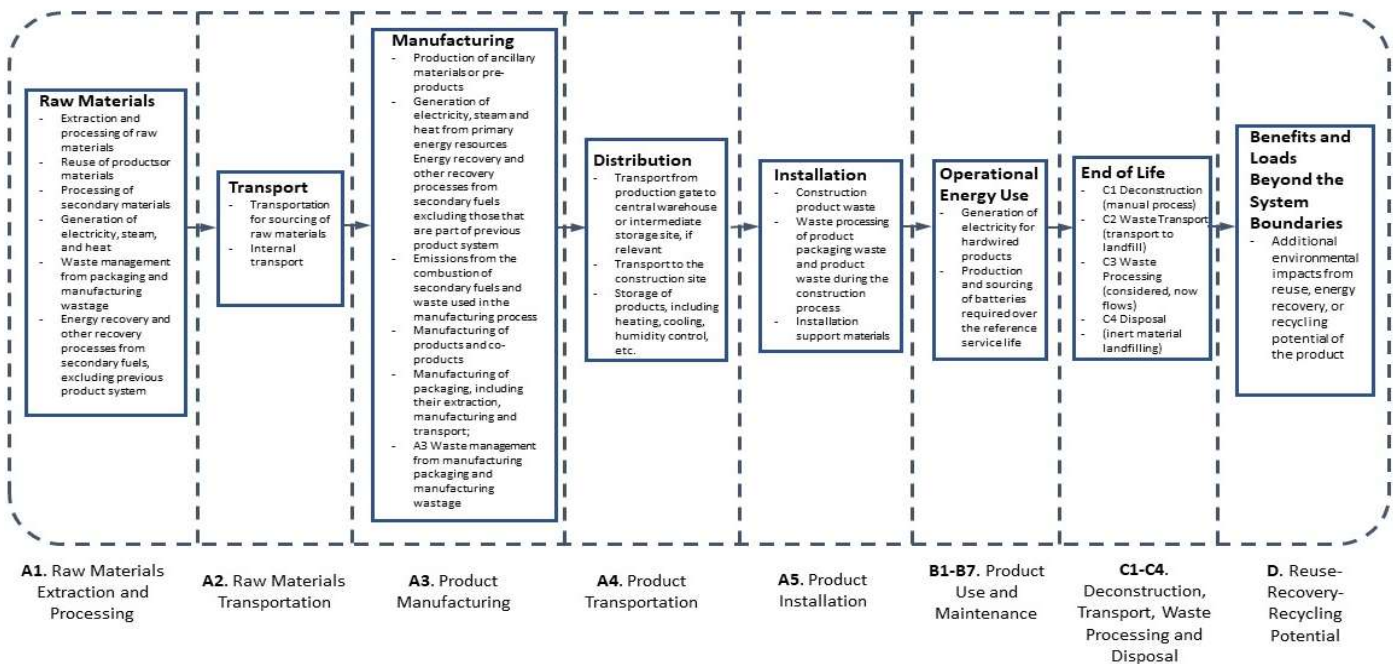 Raw Materials
- Extraction and
processing of raw
materials
- Reuse of productsor
materials
- Processing of
secondary materials
- Generation of
electricity, steam,
and heat
- Waste management
from packaging and
manufacturing
wastage
- Energy recovery and
other recovery
processes from
secondary fuels,
excluding previous
product system
Transport
- Transportation
for sourcing of
raw materials
- Internal
transport
Manufacturing
- Production of ancillary
materials or pre-
products
- Generation of
electricity, steam and
heat from primary
energy resources
Energy recovery and
other recovery
processes from
secondary fuels
excluding those that
are part of previous
product system
- Emissions from the
combustion of
secondary fuels and
waste used in the
manufacturing process
- Manufacturing of
products and co-
products
- Manufacturing of
packaging, including
their extraction,
manufacturing and
transport;
- A3 Waste management
from manufacturing
packaging and
manufacturing
wastage
Distribution
- Transport from
production gate to
central warehouse
or intermediate
storage site, if
relevant
- Transport to the
construction site
- Storage of
products, including
heating, cooling,
humidity control,
etc.
Installation
- Construction
product waste
- Waste processing
of product
packaging waste
and product
waste during the
construction
process
- Installation
support materials
Operational
Energy Use
- Generation of
electricity for
hardwired
products
- Production
and sourcing
of batteries
required over
the reference
service life
End of Life
- C1 Deconstruction
(manual process)
- C2 Waste Transport
(transport to
landfill)
- C3 Waste
Processing
(considered, now
flows)
- C4 Disposal
- (inert material
landfilling)
Benefits and
Loads
Beyond the
System
Boundaries
- Additional
environmental
impacts from
reuse, energy
recovery, or
recycling
potential of
the product
A1. Raw Materials
Extraction and
Processing
A2. Raw Materials
Transportation
A3. Product
Manufacturing
A4. Product
Transportation
A5. Product
Installation
B1-B7. Product
Use and
Maintenance
C1-C4.
Deconstruction,
Transport, Waste
Processing and
Disposal
D. Reuse-
Recovery-
Recycling
Potential